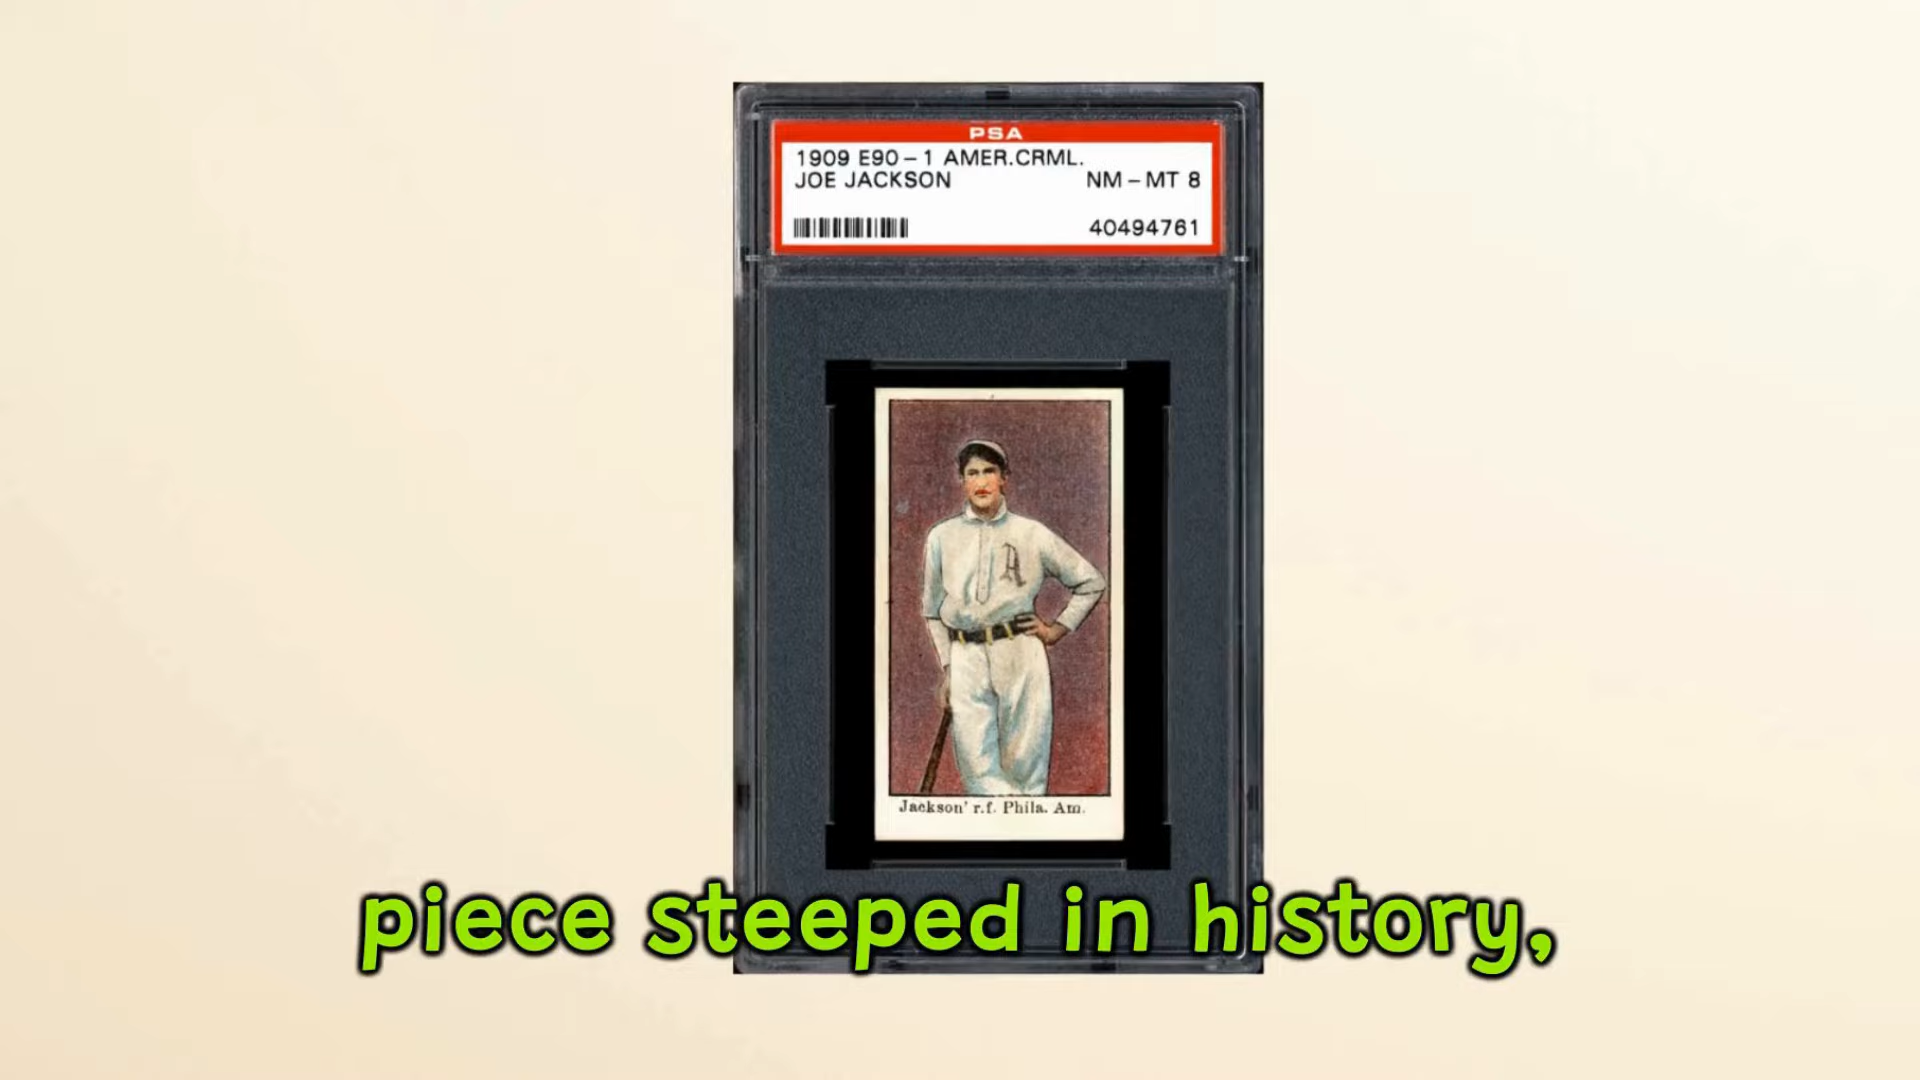 PSA
1909 E90-1 AMER.CRML.
JOE JACKSON NM-MT 8
40494761
A
Jackson' r.f. Phila. Am.
piece steeped in history,